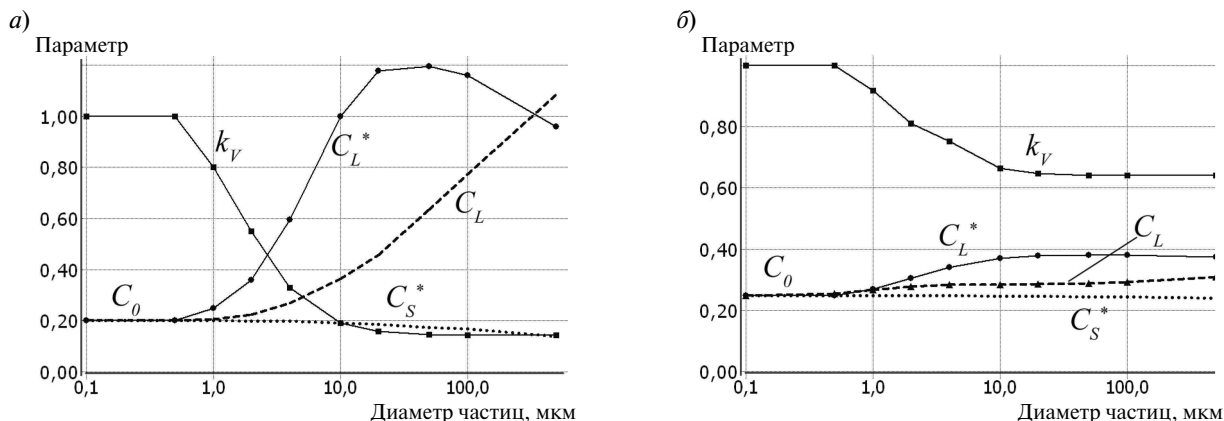 а)
Параметр
1,00
0,80
0,60
0,40
0,20
0,00
k_V
C_L*
C_L
C_0
C_S*
0,1 1,0 10,0 100,0
Диаметр частиц, мкм
б)
Параметр
0,80
0,60
0,40
0,20
0,00
k_V
C_L*
C_L
C_0
C_S*
0,1 1,0 10,0 100,0
Диаметр частиц, мкм